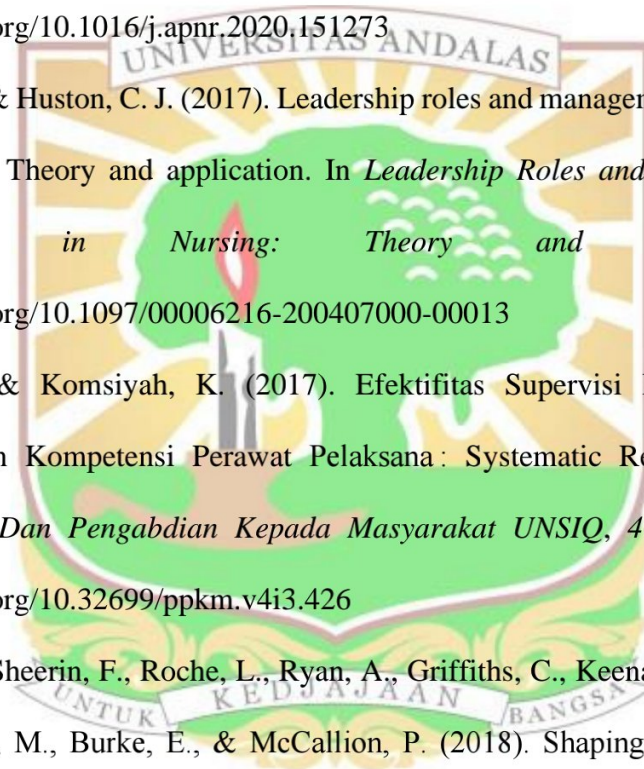 org/10.1016/j.apnr.2020.151273
UNIVERSITAS ANDALAS
& Huston, C. J. (2017). Leadership roles and manager
Theory and application. In Leadership Roles and
in Nursing: Theory and
org/10.1097/00006216-200407000-00013
& Komsiyah, K. (2017). Efektifitas Supervisi
Kompetensi Perawat Pelaksana : Systematic Re
Dan Pengabdian Kepada Masyarakat UNSIQ, 4
org/10.32699/ppkm.v4i3.426
Sheerin, F., Roche, L., Ryan, A., Griffiths, C., Keena
M., Burke, E., & McCallion, P. (2018). Shaping
UNTUK KEDJAJAAN BANGSA